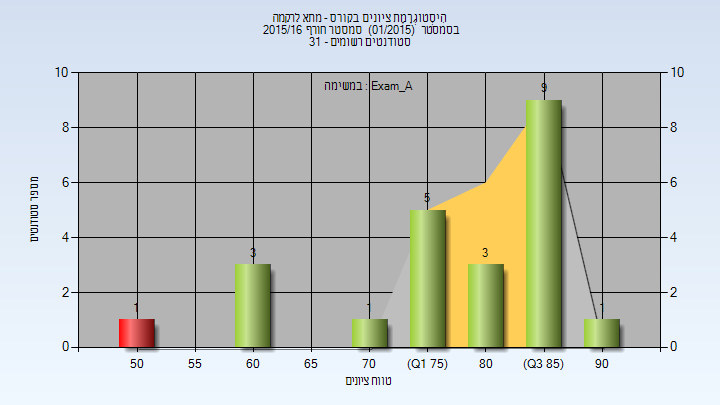 היסטוגרמת ציונים בקורס - מתא לרקמה
בסמסטר (01/2015) סמסטר חורף 2015/16
סטודנטים רשומים - 31
במשימה : Exam_A
מספר סטודנטים
10 10
8 8
6 6
4 4
2 2
0 0
1 3 1 5 3 9 1
50 55 60 65 70 (Q1 75) 80 (Q3 85) 90
טווח ציונים